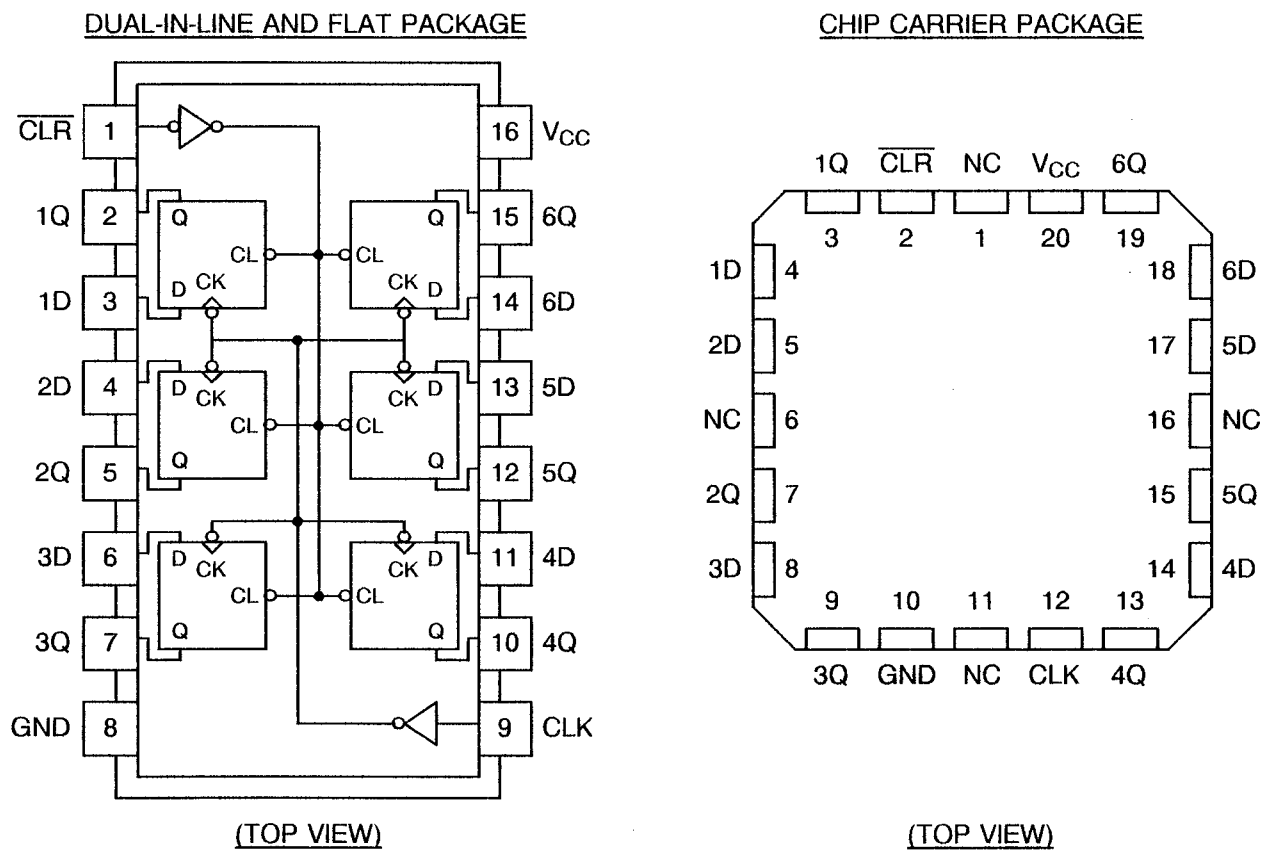 DUAL-IN-LINE AND FLAT PACKAGE
CLR 1 16 VCC
1Q 2 Q Q 15 6Q
CL CL
1D 3 D CK CK D 14 6D
2D 4 D CK CK D 13 5D
CL CL
2Q 5 Q Q 12 5Q
3D 6 D CK CK D 11 4D
CL CL
3Q 7 Q Q 10 4Q
GND 8 9 CLK
(TOP VIEW)
CHIP CARRIER PACKAGE
1Q CLR NC VCC 6Q
3 2 1 20 19
1D 4 18 6D
2D 5 17 5D
NC 6 16 NC
2Q 7 15 5Q
3D 8 14 4D
9 10 11 12 13
3Q GND NC CLK 4Q
(TOP VIEW)